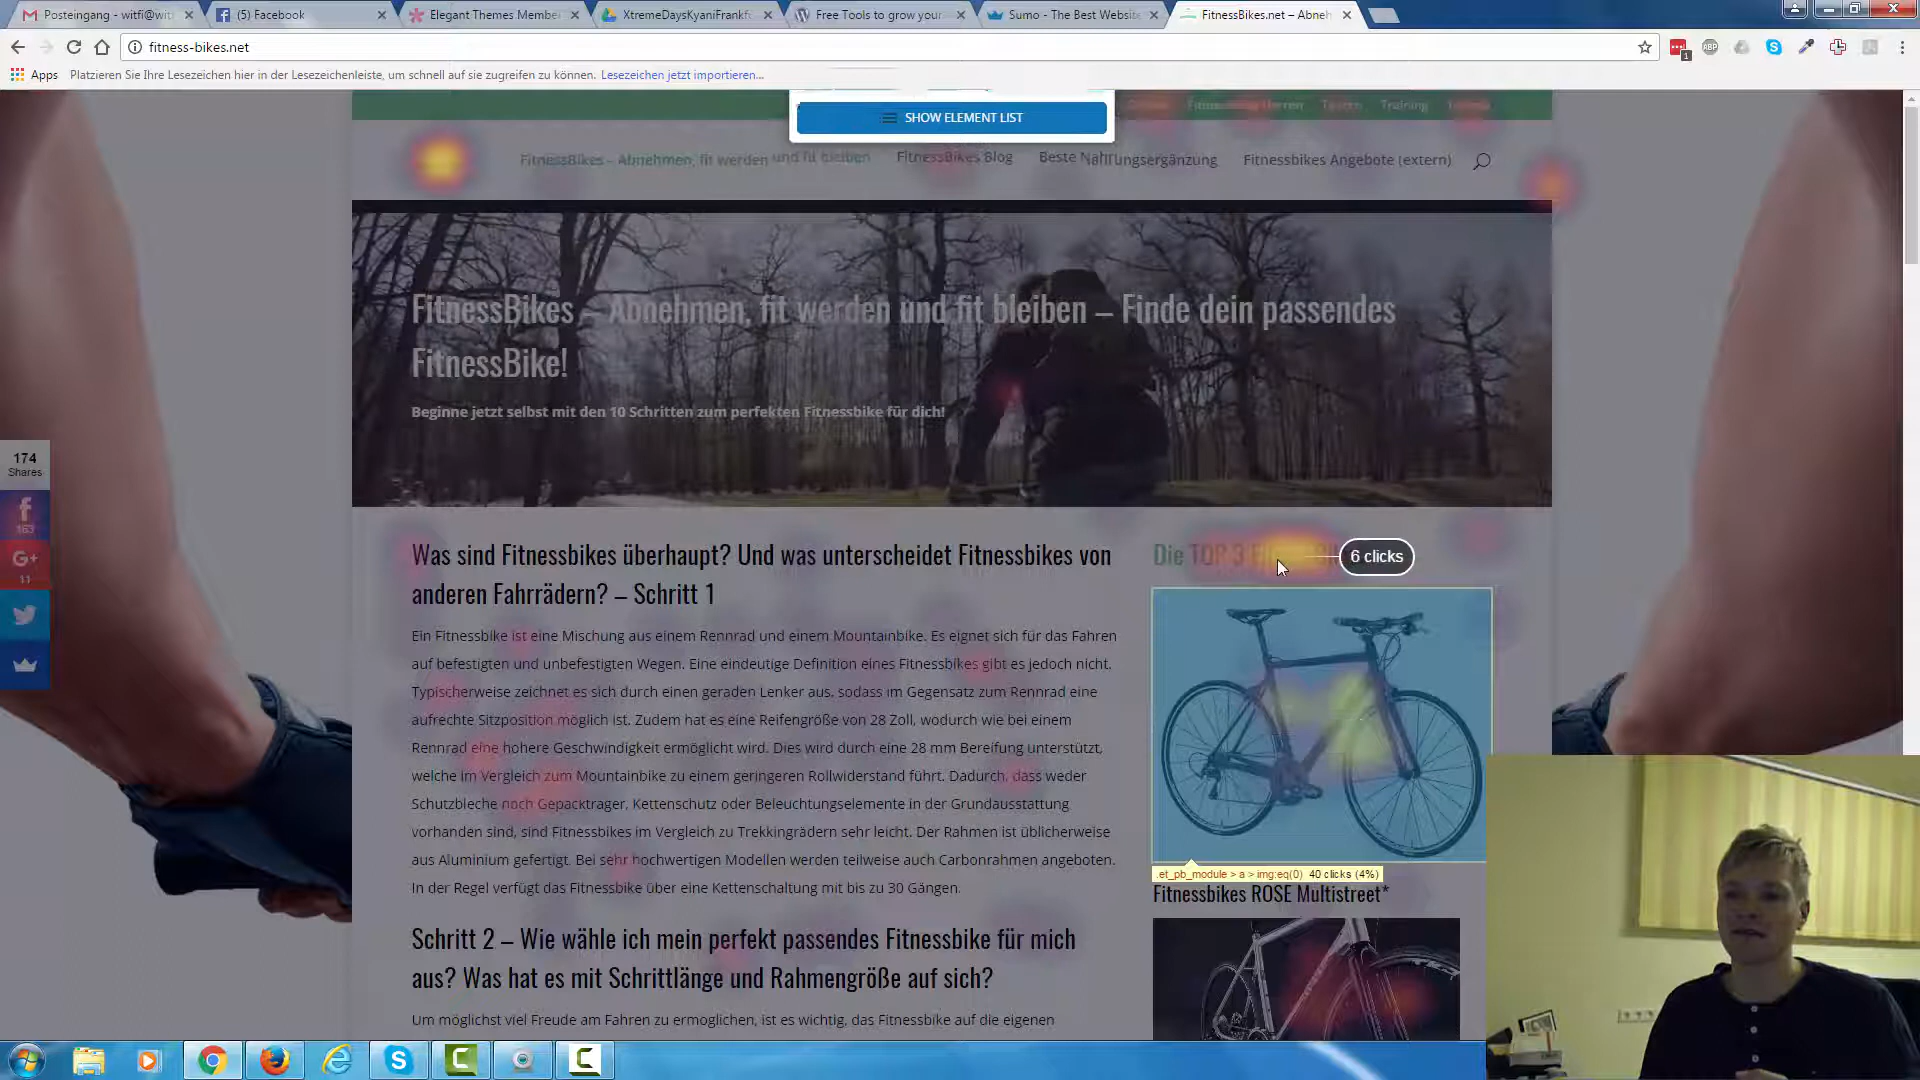 Posteingang - witfi@wit
(5) Facebook
Elegant Themes Member
XtremeDaysKyaniFrankf
Free Tools to grow your
Sumo - The Best Website
FitnessBikes.net – Abneh
fitness-bikes.net
Apps
Platzieren Sie Ihre Lesezeichen hier in der Lesezeichenleiste, um schnell auf sie zugreifen zu können. Lesezeichen jetzt importieren...
SHOW ELEMENT LIST
Training
FitnessBikes – Abnehmen, fit werden und fit bleiben
FitnessBikes Blog
Beste Nahrungsergänzung
Fitnessbikes Angebote (extern)
FitnessBikes – Abnehmen, fit werden und fit bleiben – Finde dein passendes
FitnessBike!
Beginne jetzt selbst mit den 10 Schritten zum perfekten Fitnessbike für dich!
174
Shares
163
G+
11
Was sind Fitnessbikes überhaupt? Und was unterscheidet Fitnessbikes von
anderen Fahrrädern? – Schritt 1
Ein Fitnessbike ist eine Mischung aus einem Rennrad und einem Mountainbike. Es eignet sich für das Fahren
auf befestigten und unbefestigten Wegen. Eine eindeutige Definition eines Fitnessbikes gibt es jedoch nicht.
Typischerweise zeichnet es sich durch einen geraden Lenker aus, sodass im Gegensatz zum Rennrad eine
aufrechte Sitzposition möglich ist. Zudem hat es eine Reifengröße von 28 Zoll, wodurch wie bei einem
Rennrad eine höhere Geschwindigkeit ermöglicht wird. Dies wird durch eine 28 mm Bereifung unterstützt,
welche im Vergleich zum Mountainbike zu einem geringeren Rollwiderstand führt. Dadurch, dass weder
Schutzbleche noch Gepäckträger, Kettenschutz oder Beleuchtungselemente in der Grundausstattung
vorhanden sind, sind Fitnessbikes im Vergleich zu Trekkingrädern sehr leicht. Der Rahmen ist üblicherweise
aus Aluminium gefertigt. Bei sehr hochwertigen Modellen werden teilweise auch Carbonrahmen angeboten.
In der Regel verfügt das Fitnessbike über eine Kettenschaltung mit bis zu 30 Gängen.
Schritt 2 – Wie wähle ich mein perfekt passendes Fitnessbike für mich
aus? Was hat es mit Schrittlänge und Rahmengröße auf sich?
Um möglichst viel Freude am Fahren zu ermöglichen, ist es wichtig, das Fitnessbike auf die eigenen
Die TOP 3
6 clicks
.et_pb_module > a > img:eq(0) 40 clicks (4%)
Fitnessbikes ROSE Multistreet*